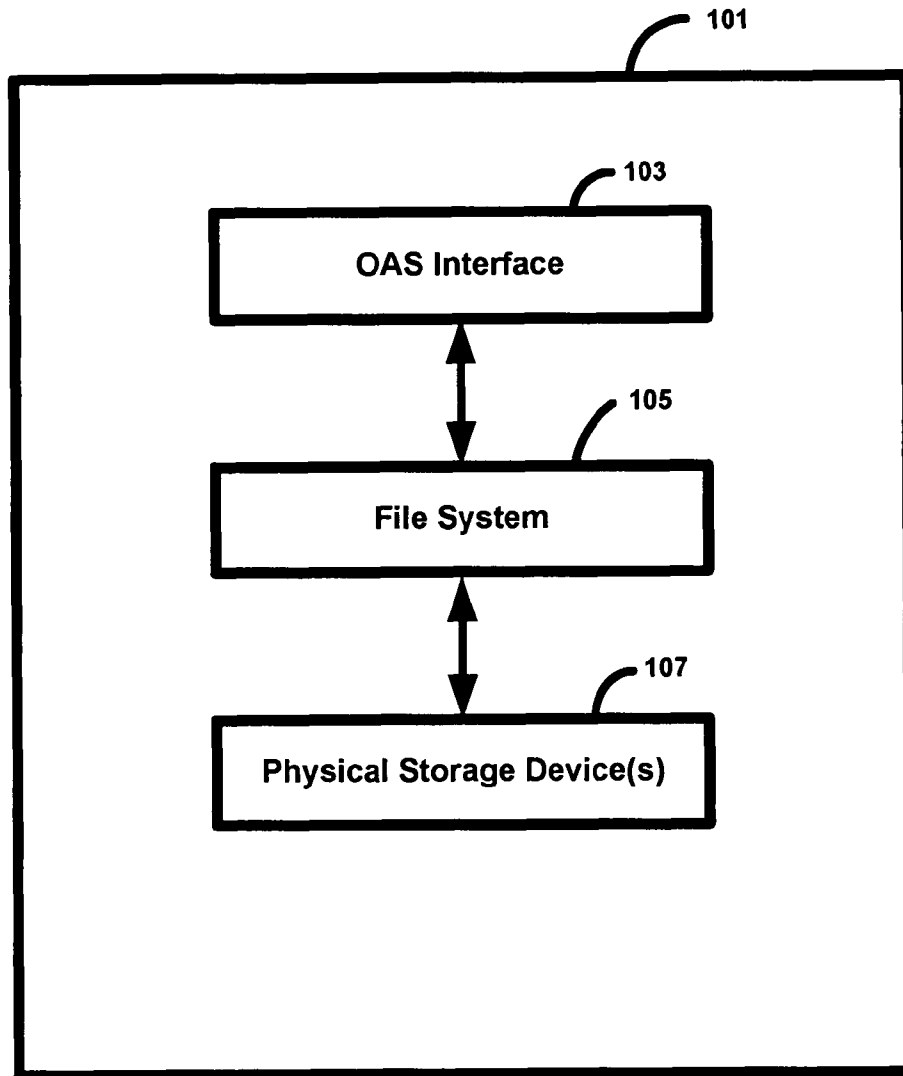 101
103
OAS Interface
105
File System
107
Physical Storage Device(s)